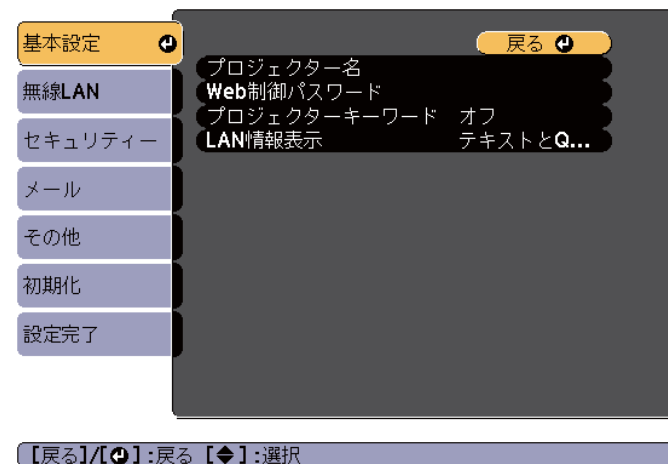 基本設定
無線LAN
セキュリティー
メール
その他
初期化
設定完了
戻る
プロジェクター名
Web制御パスワード
プロジェクターキーワード オフ
LAN情報表示 テキストとQ...
[戻る]/[⏎]:戻る [◆]:選択